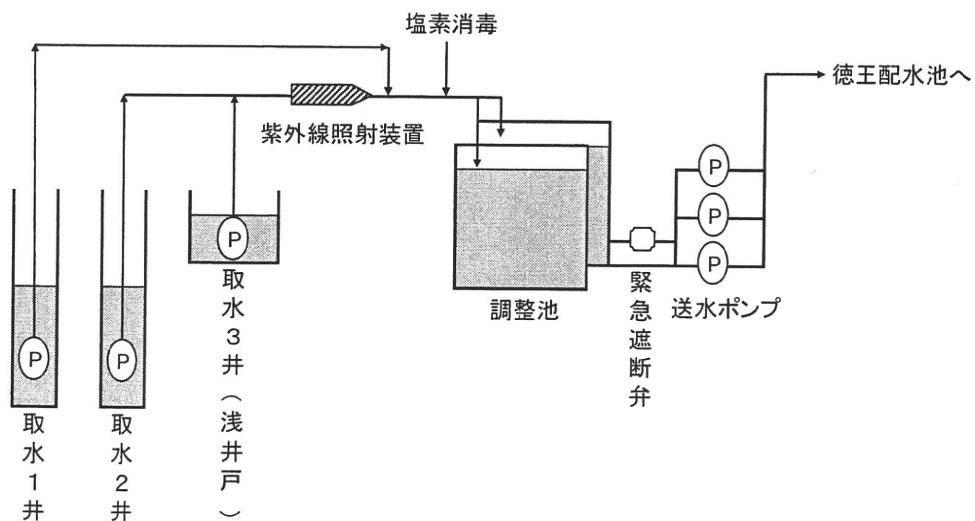 塩素消毒
徳王配水池へ
紫外線照射装置
P
P
P
P
P
P
調整池
緊急遮断弁
送水ポンプ
取水1井
取水2井
取水3井(浅井戸)